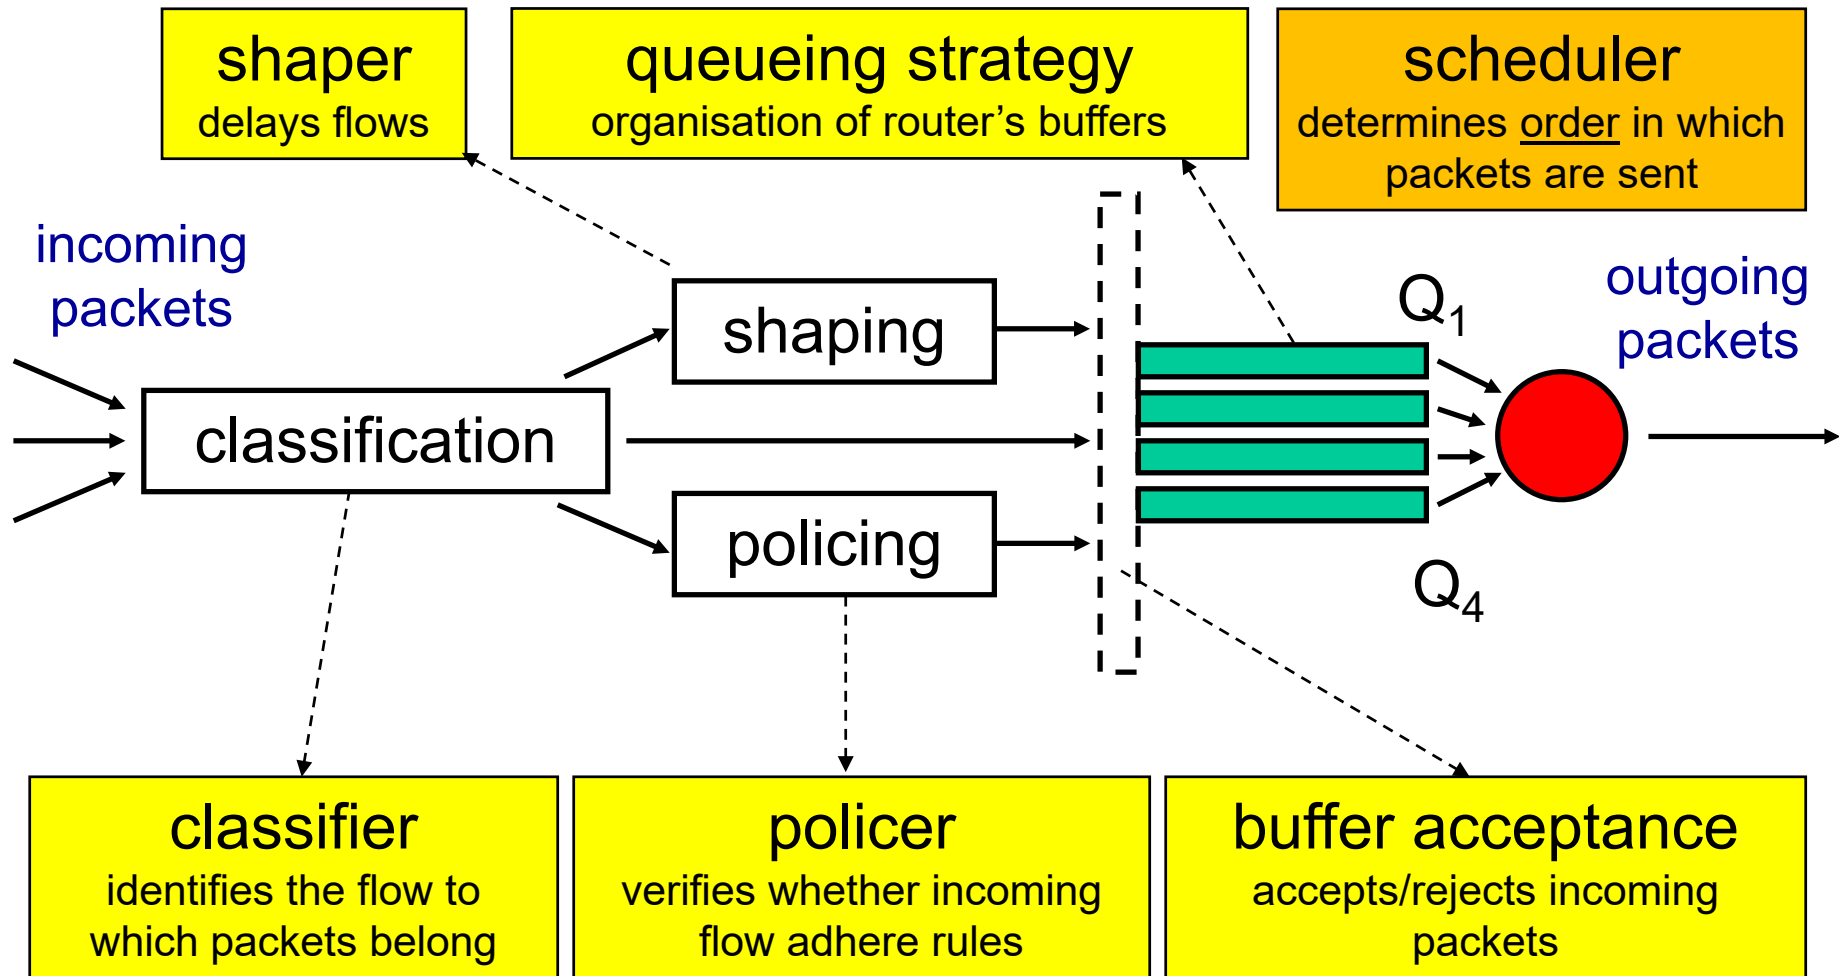 shaper
delays flows
queueing strategy
organisation of router’s buffers
scheduler
determines order in which
packets are sent
incoming
packets
shaping
Q1
outgoing
packets
classification
policing
Q4
classifier
identifies the flow to
which packets belong
policer
verifies whether incoming
flow adhere rules
buffer acceptance
accepts/rejects incoming
packets